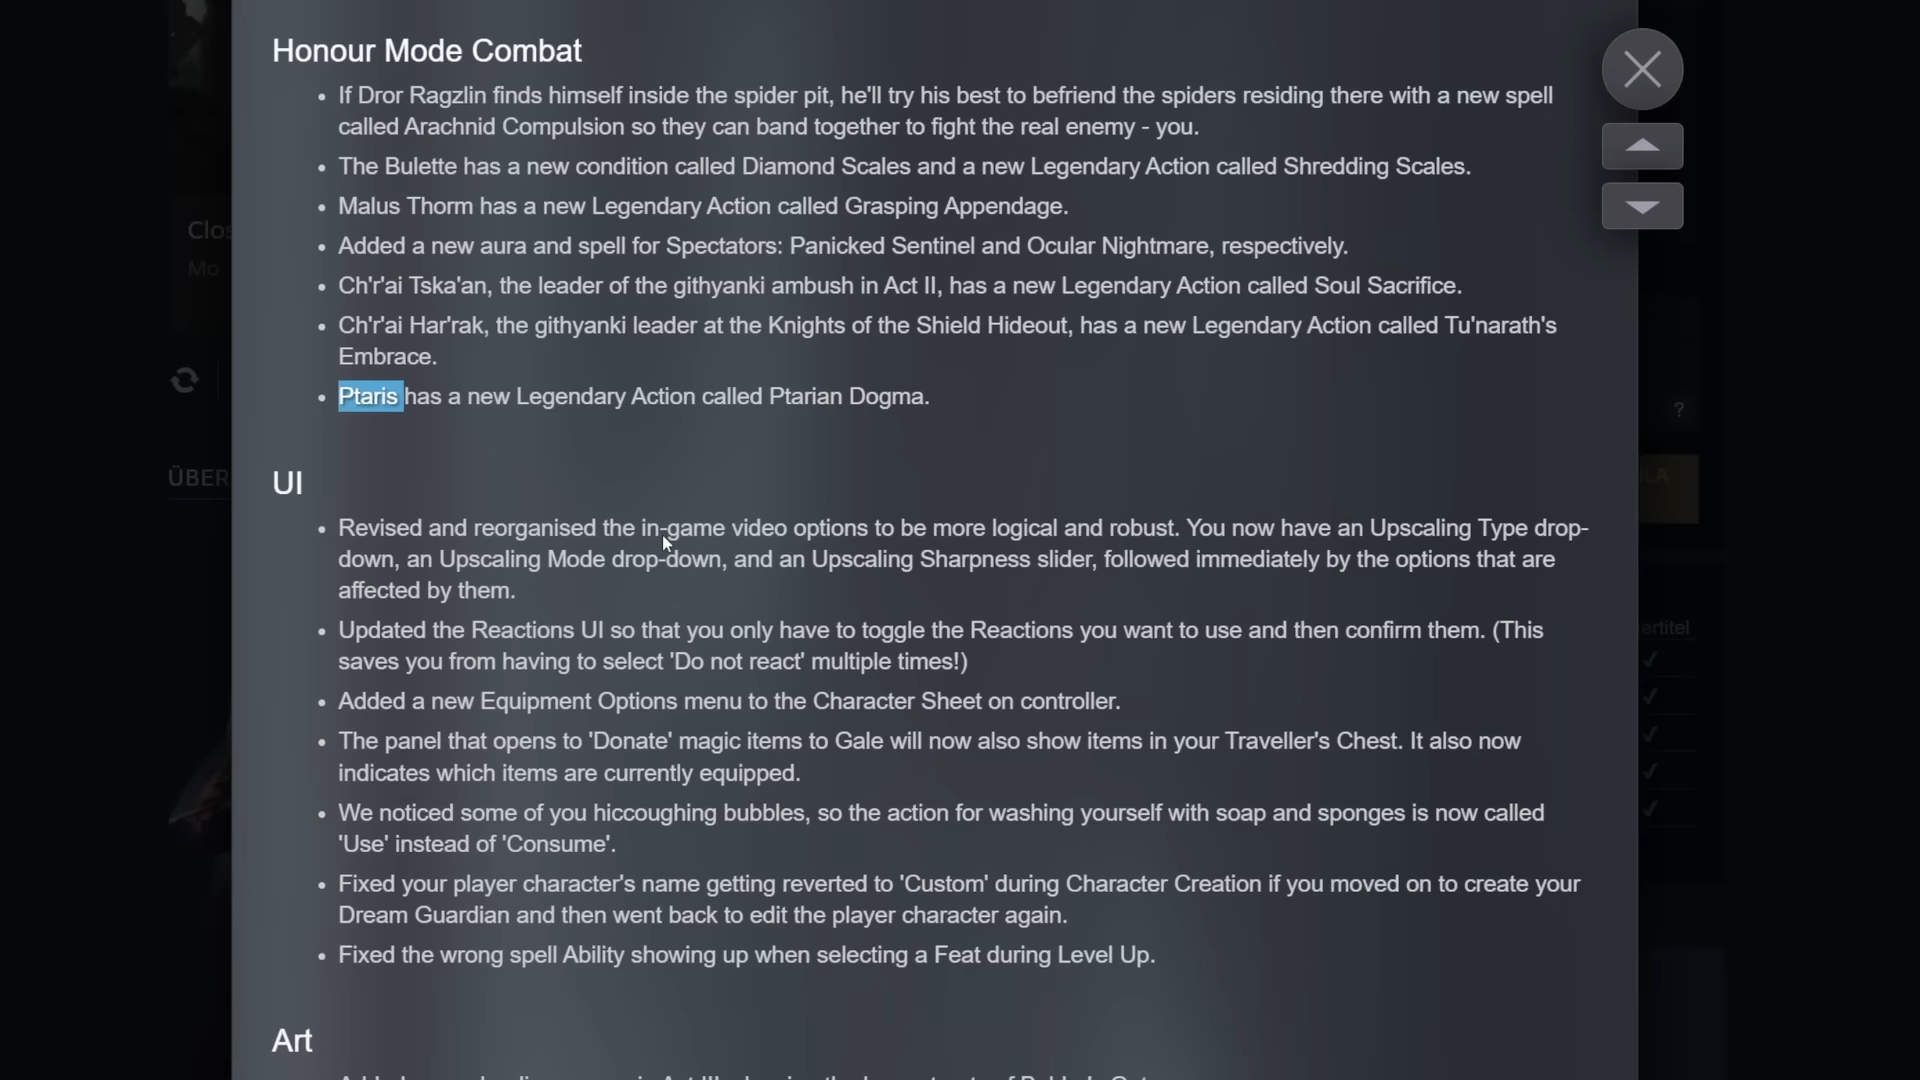 Honour Mode Combat
• If Dror Ragzlin finds himself inside the spider pit, he'll try his best to befriend the spiders residing there with a new spell
called Arachnid Compulsion so they can band together to fight the real enemy - you.
• The Bulette has a new condition called Diamond Scales and a new Legendary Action called Shredding Scales.
• Malus Thorm has a new Legendary Action called Grasping Appendage.
• Added a new aura and spell for Spectators: Panicked Sentinel and Ocular Nightmare, respectively.
• Ch'r'ai Tska'an, the leader of the githyanki ambush in Act II, has a new Legendary Action called Soul Sacrifice.
• Ch'r'ai Har'rak, the githyanki leader at the Knights of the Shield Hideout, has a new Legendary Action called Tu'narath's
Embrace.
• Ptaris has a new Legendary Action called Ptarian Dogma.
?
ÜBER
UI
• Revised and reorganised the in-game video options to be more logical and robust. You now have an Upscaling Type drop-
down, an Upscaling Mode drop-down, and an Upscaling Sharpness slider, followed immediately by the options that are
affected by them.
• Updated the Reactions UI so that you only have to toggle the Reactions you want to use and then confirm them. (This
saves you from having to select 'Do not react' multiple times!)
• Added a new Equipment Options menu to the Character Sheet on controller.
• The panel that opens to 'Donate' magic items to Gale will now also show items in your Traveller's Chest. It also now
indicates which items are currently equipped.
• We noticed some of you hiccoughing bubbles, so the action for washing yourself with soap and sponges is now called
'Use' instead of 'Consume'.
• Fixed your player character's name getting reverted to 'Custom' during Character Creation if you moved on to create your
Dream Guardian and then went back to edit the player character again.
• Fixed the wrong spell Ability showing up when selecting a Feat during Level Up.
Art